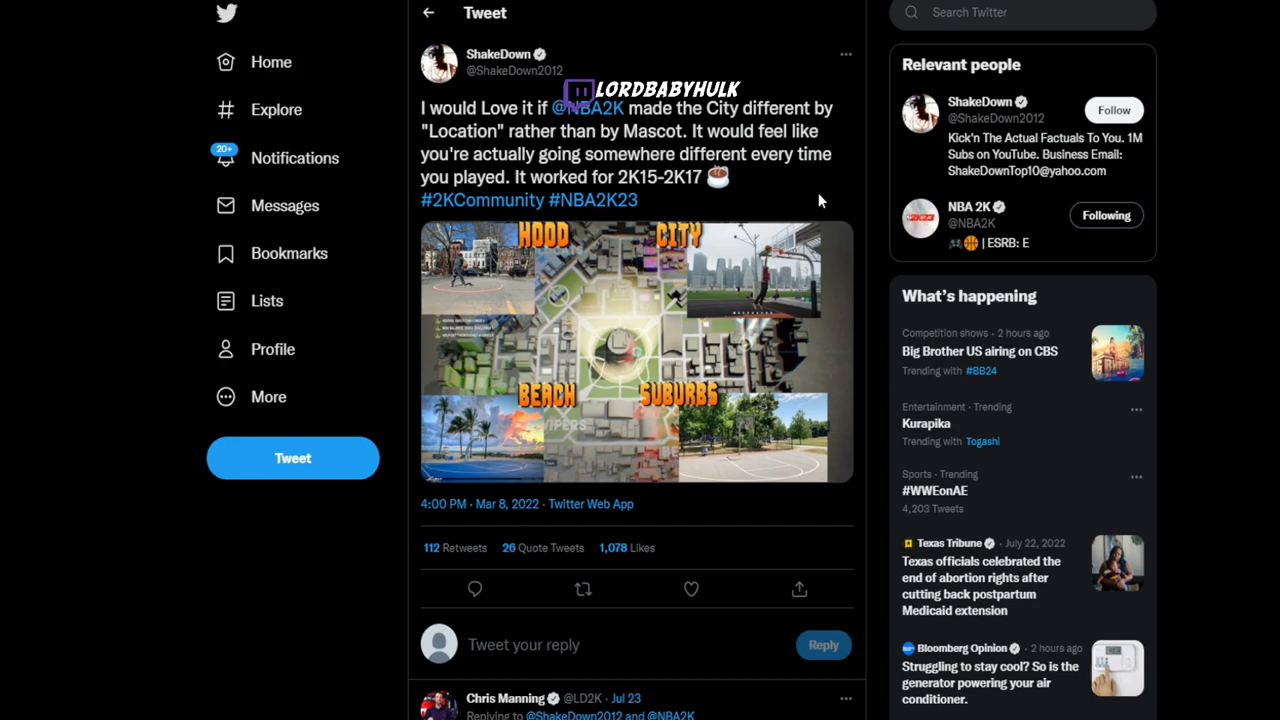 Home
Explore
20+
Notifications
Messages
Bookmarks
Lists
Profile
More
Tweet
Tweet
ShakeDown
@ShakeDown2012
LORDBABYHULK
I would Love it if @NBA2K made the City different by
"Location" rather than by Mascot. It would feel like
you're actually going somewhere different every time
you played. It worked for 2K15-2K17
#2KCommunity #NBA2K23
HOOD
CITY
BEACH
SUBURBS
VIPERS
4:00 PM · Mar 8, 2022 · Twitter Web App
112 Retweets 26 Quote Tweets 1,078 Likes
Tweet your reply
Reply
Chris Manning @LD2K · Jul 23
Replying to @ShakeDown2012 and @NBA2K
Search Twitter
Relevant people
ShakeDown
@ShakeDown2012
Follow
Kick'n The Actual Factuals To You. 1M
Subs on YouTube. Business Email:
ShakeDownTop10@yahoo.com
NBA 2K
@NBA2K
Following
2K23
| ESRB: E
What's happening
Competition shows · 2 hours ago
Big Brother US airing on CBS
Trending with #BB24
Entertainment · Trending
Kurapika
Trending with Togashi
Sports · Trending
#WWEonAE
4,203 Tweets
Texas Tribune · July 22, 2022
Texas officials celebrated the
end of abortion rights after
cutting back postpartum
Medicaid extension
Bloomberg Opinion · 2 hours ago
Struggling to stay cool? So is the
generator powering your air
conditioner.